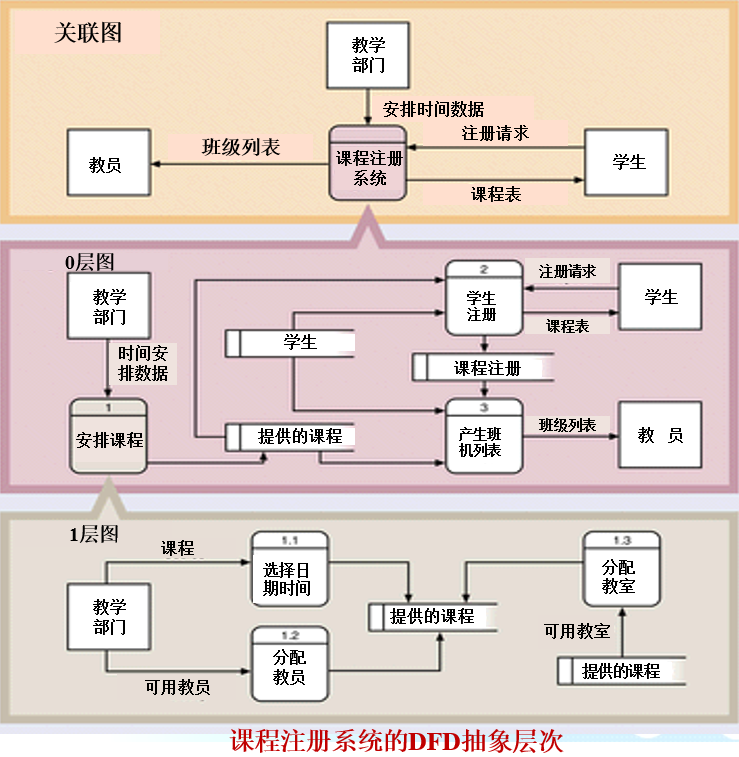 关联图
教学
部门
安排时间数据
注册请求
教员
班级列表
课程注册
系统
学生
课程表
0层图
教学
部门
时间安
排数据
1
安排课程
学生
提供的课程
2
学生
注册
注册请求
课程表
学生
课程注册
3
产生班
机列表
班级列表
教 员
1层图
课程
教学
部门
可用教员
1.1
选择日
期时间
1.2
分配
教员
提供的课程
1.3
分配
教室
可用教室
提供的课程
课程注册系统的DFD抽象层次